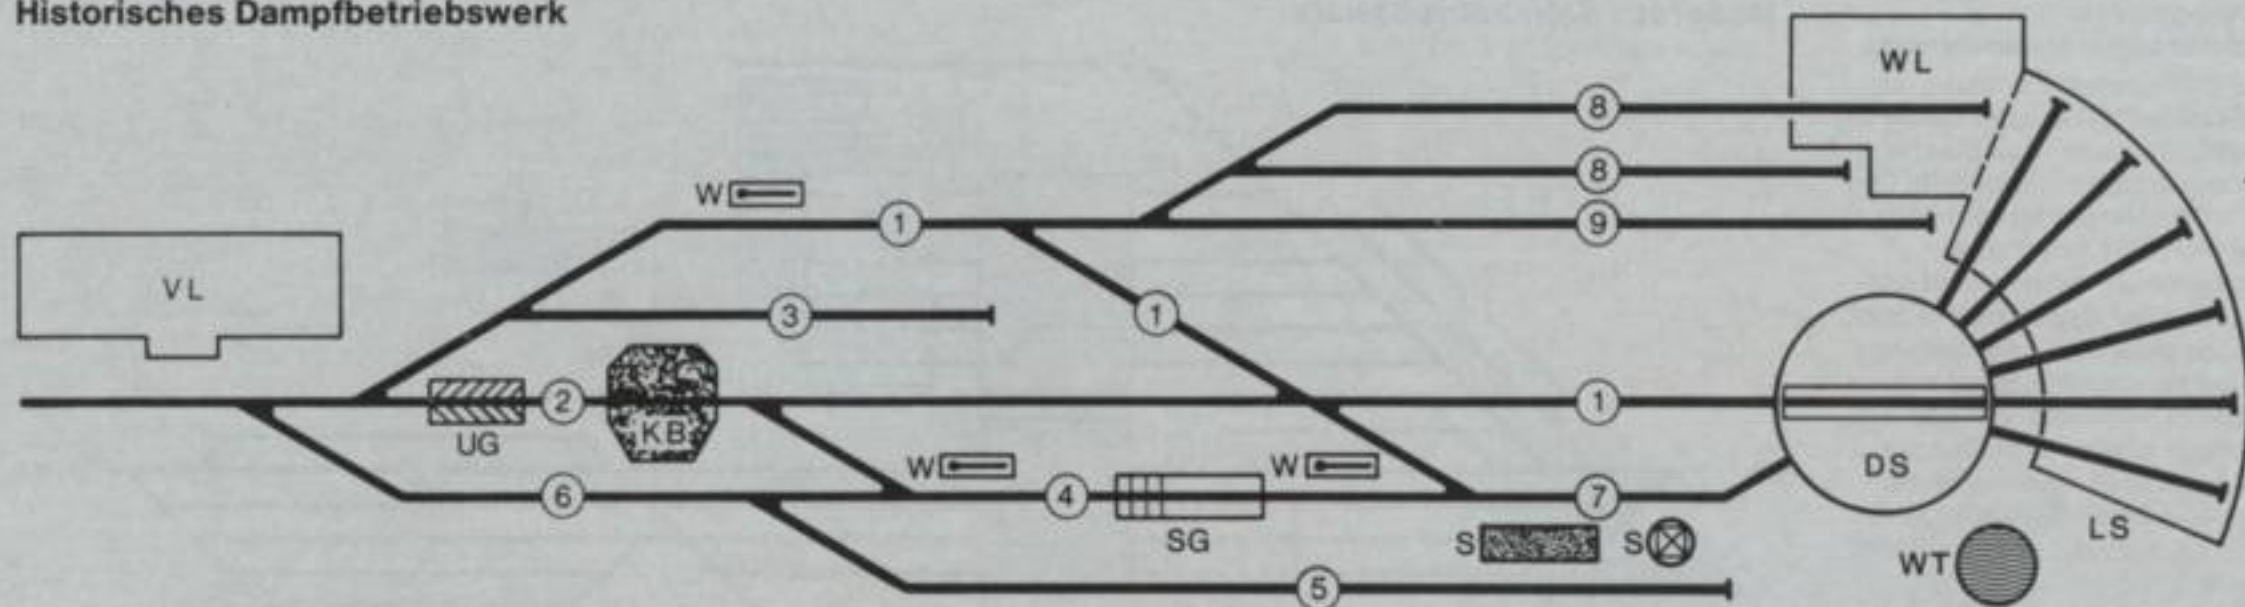 Historisches Dampfbetriebswerk
WL
8
W
8
1
9
VL
3
1
2
KB
1
UG
W
W
DS
6
4
7
SG
S
S
LS
WT
5